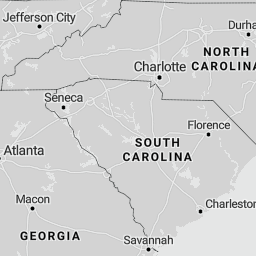 Jefferson City
Durha
NORTH
CAROLINA
Charlotte
Seneca
Florence
SOUTH
CAROLINA
Atlanta
Macon
Charleston
GEORGIA
Savannah